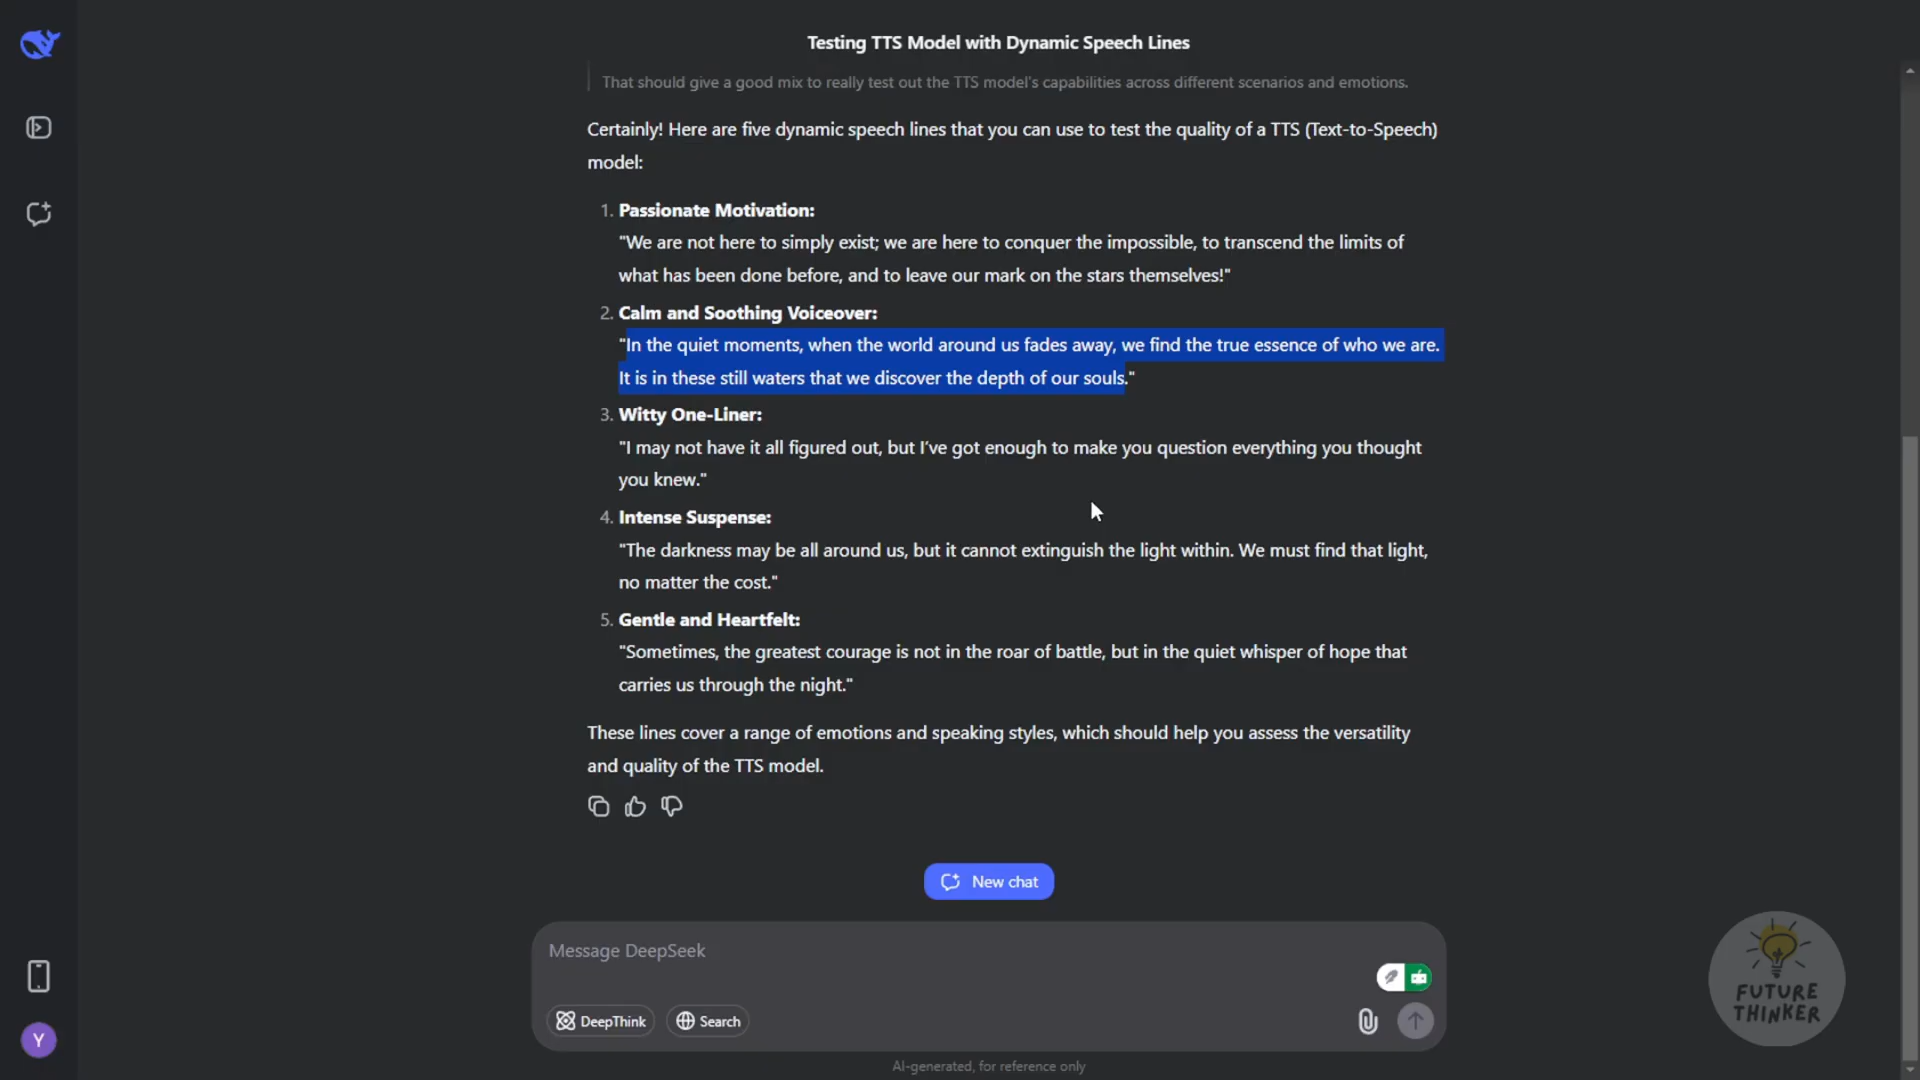 Testing TTS Model with Dynamic Speech Lines
That should give a good mix to really test out the TTS model's capabilities across different scenarios and emotions.
Certainly! Here are five dynamic speech lines that you can use to test the quality of a TTS (Text-to-Speech)
model:
1. Passionate Motivation:
"We are not here to simply exist; we are here to conquer the impossible, to transcend the limits of
what has been done before, and to leave our mark on the stars themselves!"
2. Calm and Soothing Voiceover:
"In the quiet moments, when the world around us fades away, we find the true essence of who we are.
It is in these still waters that we discover the depth of our souls."
3. Witty One-Liner:
"I may not have it all figured out, but I've got enough to make you question everything you thought
you knew."
4. Intense Suspense:
"The darkness may be all around us, but it cannot extinguish the light within. We must find that light,
no matter the cost."
5. Gentle and Heartfelt:
"Sometimes, the greatest courage is not in the roar of battle, but in the quiet whisper of hope that
carries us through the night."
These lines cover a range of emotions and speaking styles, which should help you assess the versatility
and quality of the TTS model.
New chat
Message DeepSeek
DeepThink
Search
AI-generated, for reference only
Y
FUTURE
THINKER